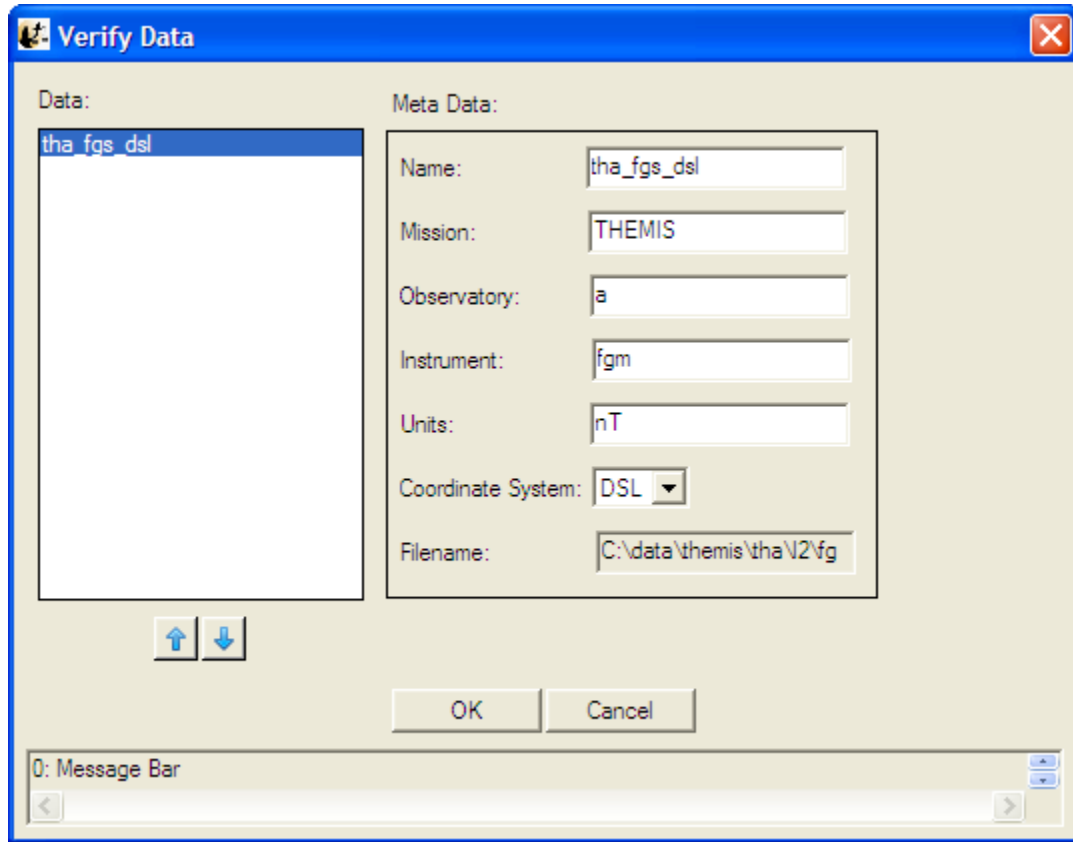 Verify Data
Data:
tha_fgs_dsl
Meta Data:
Name: tha_fgs_dsl
Mission: THEMIS
Observatory: a
Instrument: fgm
Units: nT
Coordinate System: DSL
Filename: C:\data\themis\tha\l2\fg
OK Cancel
0: Message Bar